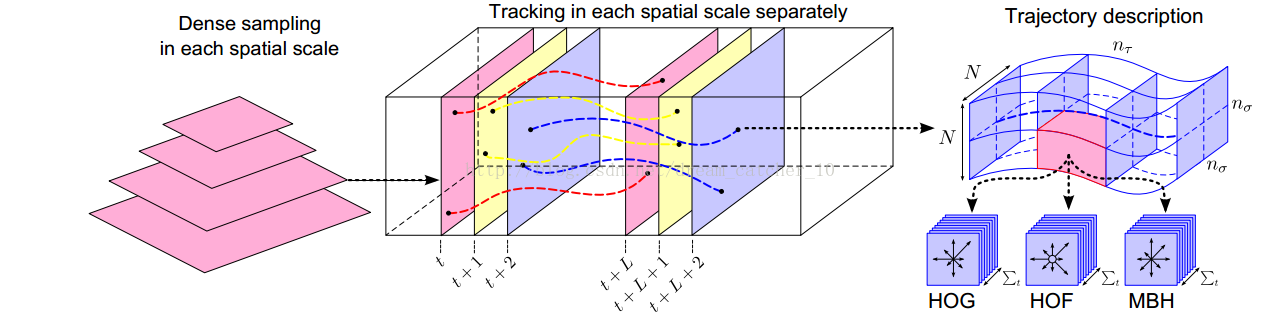 Dense sampling
in each spatial scale
Tracking in each spatial scale separately
t
t + 1
t + 2
t + L
t + L + 1
t + L + 2
Trajectory description
N
n_τ
N
n_σ
n_σ
Σ_t
Σ_t
Σ_t
HOG
HOF
MBH